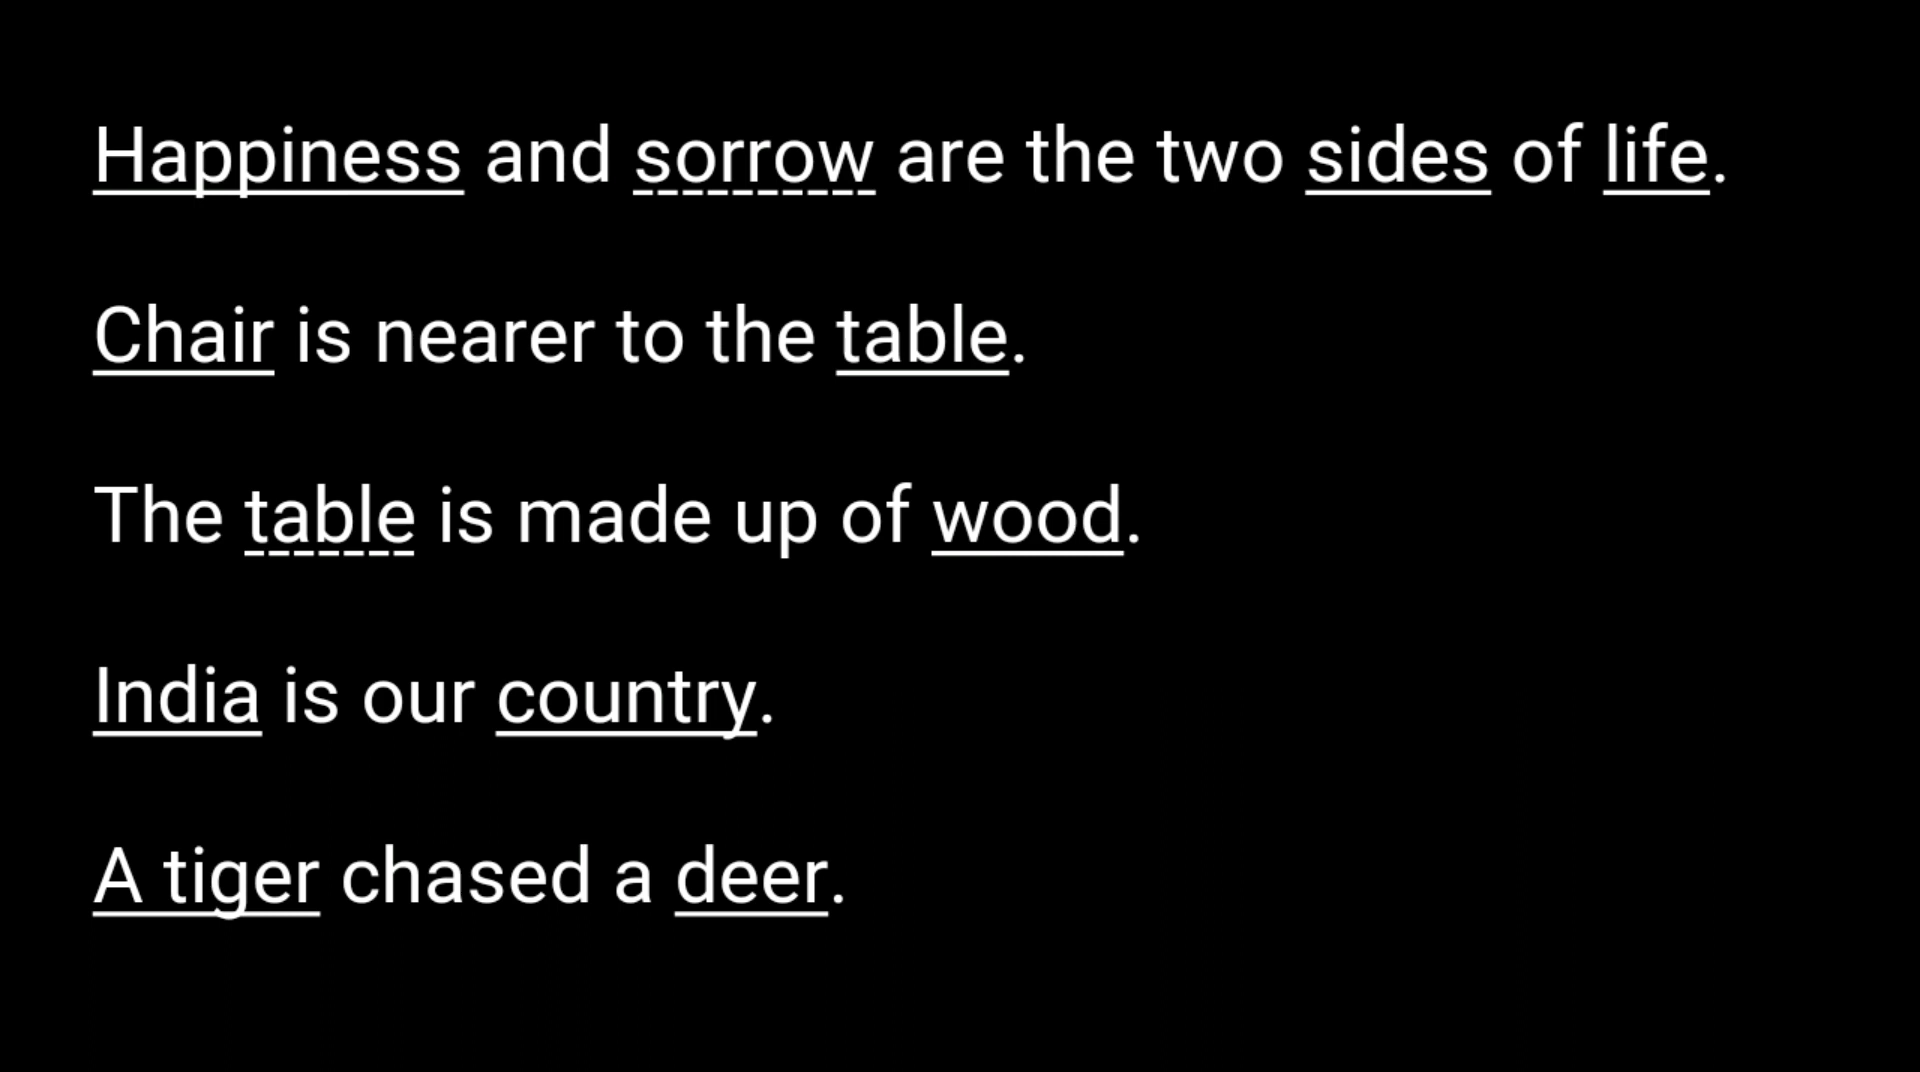 Happiness and sorrow are the two sides of life.
Chair is nearer to the table.
The table is made up of wood.
India is our country.
A tiger chased a deer.